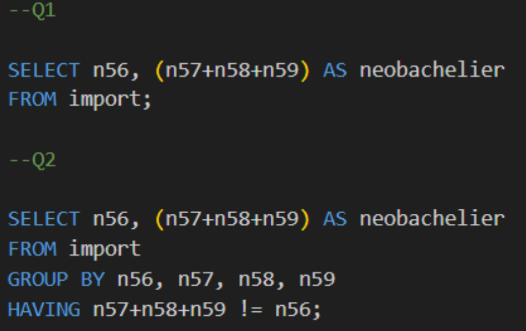 --Q1
SELECT n56, (n57+n58+n59) AS neobachelier
FROM import;
--Q2
SELECT n56, (n57+n58+n59) AS neobachelier
FROM import
GROUP BY n56, n57, n58, n59
HAVING n57+n58+n59 != n56;